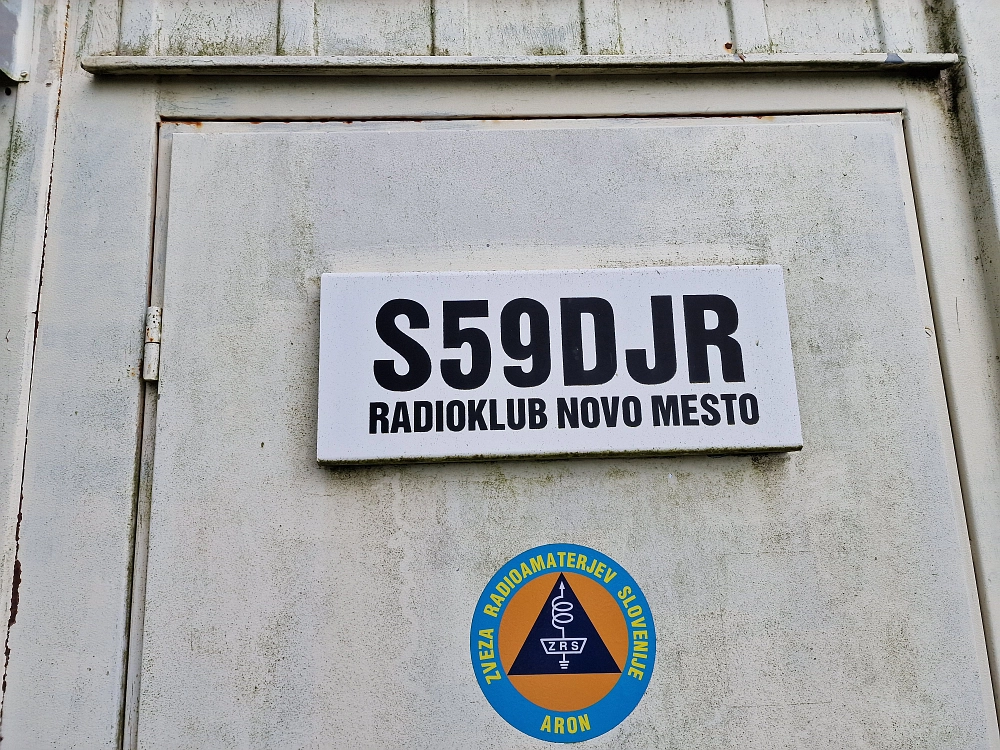 S59DJR
RADIOKLUB NOVO MESTO
ZVEZA RADIOAMATERJEV SLOVENIJE
ZRS
ARON